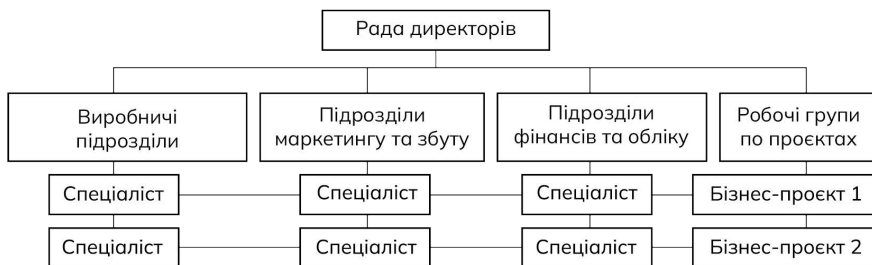 Рада директорів
Виробничі
підрозділи
Підрозділи
маркетингу та збуту
Підрозділи
фінансів та обліку
Робочі групи
по проєктах
Спеціаліст
Спеціаліст
Спеціаліст
Бізнес-проєкт 1
Спеціаліст
Спеціаліст
Спеціаліст
Бізнес-проєкт 2